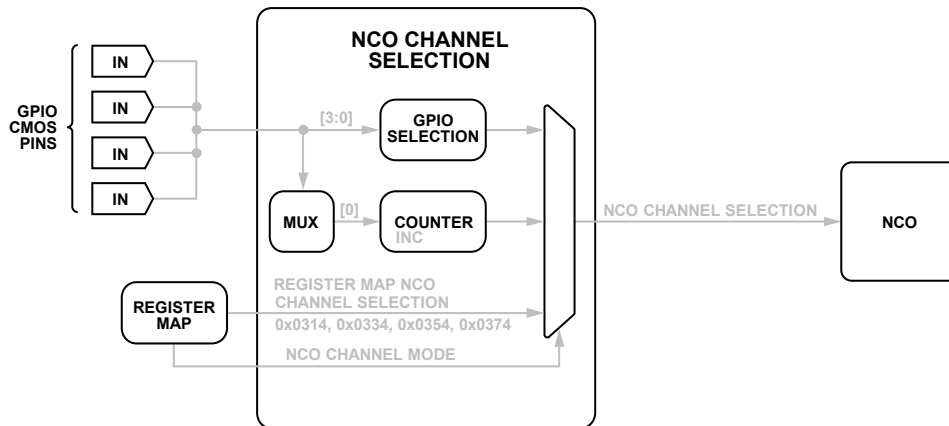 NCO CHANNEL
SELECTION
IN
IN
IN
IN
GPIO
CMOS
PINS
[3:0]
GPIO
SELECTION
MUX
[0]
COUNTER
INC
NCO CHANNEL SELECTION
NCO
REGISTER
MAP
REGISTER MAP NCO
CHANNEL SELECTION
0x0314, 0x0334, 0x0354, 0x0374
NCO CHANNEL MODE